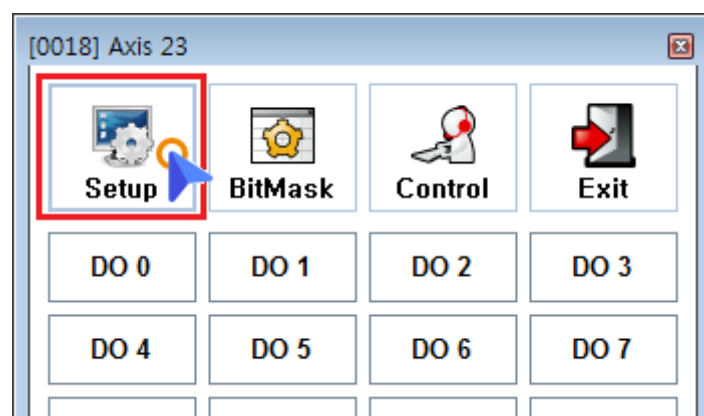 [0018] Axis 23
Setup BitMask Control Exit
DO 0 DO 1 DO 2 DO 3
DO 4 DO 5 DO 6 DO 7